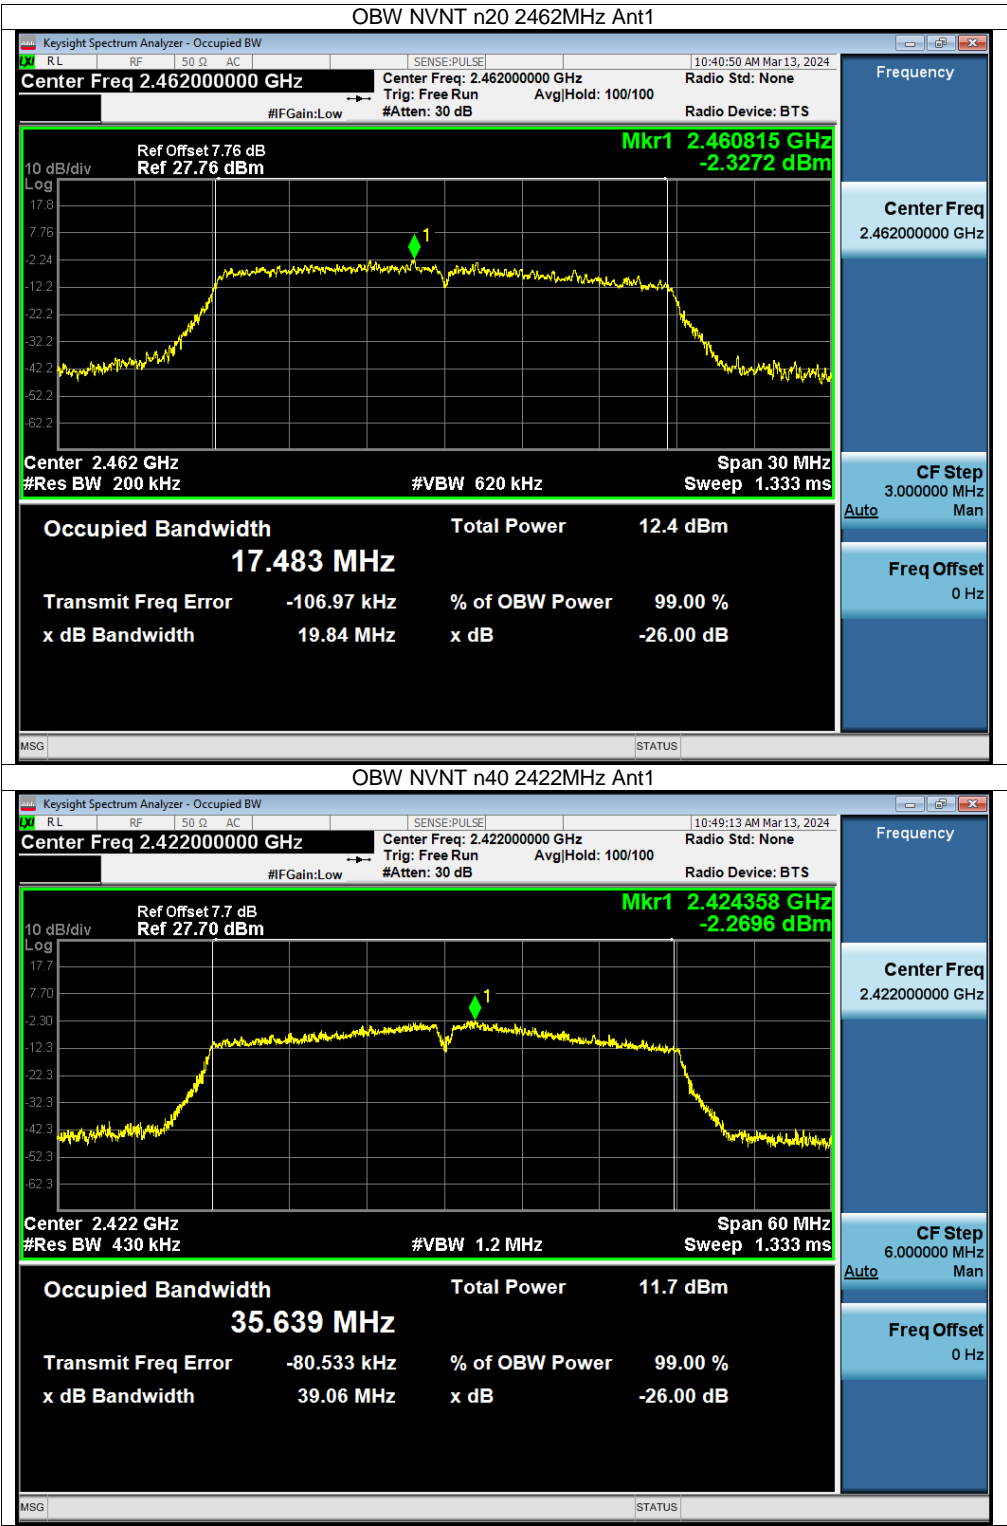 OBW NVNT n20 2462MHz Ant1
Keysight Spectrum Analyzer - Occupied BW
LXI RL RF 50 Ω AC SENSE:PULSE 10:40:50 AM Mar 13, 2024
Center Freq 2.462000000 GHz
Center Freq: 2.462000000 GHz Radio Std: None
Trig: Free Run Avg|Hold: 100/100
#IFGain:Low #Atten: 30 dB Radio Device: BTS
Frequency
Mkr1 2.460815 GHz
-2.3272 dBm
Ref Offset 7.76 dB
10 dB/div Ref 27.76 dBm
Log
17.8
7.76
-2.24
-12.2
-22.2
-32.2
-42.2
-52.2
-62.2
1
Center Freq
2.462000000 GHz
Center 2.462 GHz Span 30 MHz
#Res BW 200 kHz #VBW 620 kHz Sweep 1.333 ms
CF Step
3.000000 MHz
Auto Man
Freq Offset
0 Hz
Occupied Bandwidth Total Power 12.4 dBm
17.483 MHz
Transmit Freq Error -106.97 kHz % of OBW Power 99.00 %
x dB Bandwidth 19.84 MHz x dB -26.00 dB
MSG STATUS
OBW NVNT n40 2422MHz Ant1
Keysight Spectrum Analyzer - Occupied BW
LXI RL RF 50 Ω AC SENSE:PULSE 10:49:13 AM Mar 13, 2024
Center Freq 2.422000000 GHz
Center Freq: 2.422000000 GHz Radio Std: None
Trig: Free Run Avg|Hold: 100/100
#IFGain:Low #Atten: 30 dB Radio Device: BTS
Frequency
Mkr1 2.424358 GHz
-2.2696 dBm
Ref Offset 7.7 dB
10 dB/div Ref 27.70 dBm
Log
17.7
7.70
-2.30
-12.3
-22.3
-32.3
-42.3
-52.3
-62.3
1
Center Freq
2.422000000 GHz
Center 2.422 GHz Span 60 MHz
#Res BW 430 kHz #VBW 1.2 MHz Sweep 1.333 ms
CF Step
6.000000 MHz
Auto Man
Freq Offset
0 Hz
Occupied Bandwidth Total Power 11.7 dBm
35.639 MHz
Transmit Freq Error -80.533 kHz % of OBW Power 99.00 %
x dB Bandwidth 39.06 MHz x dB -26.00 dB
MSG STATUS